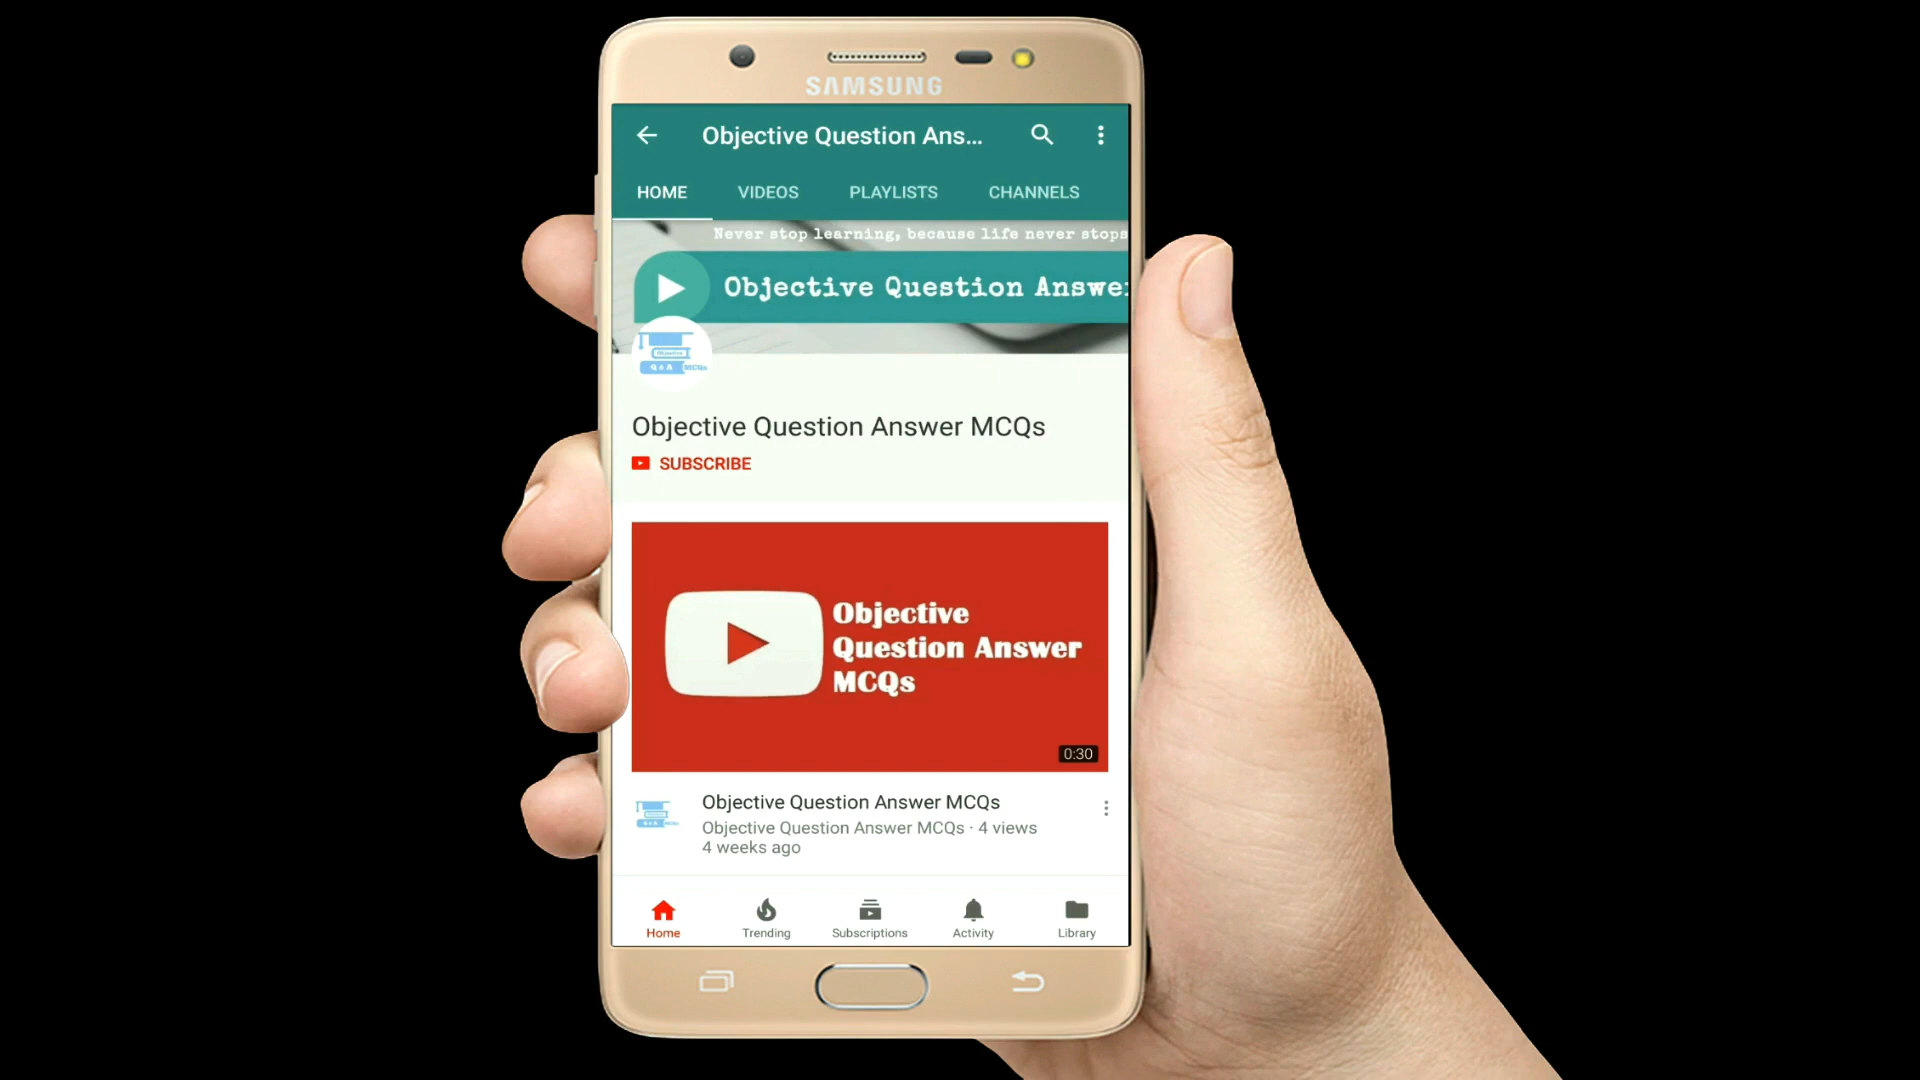 SAMSUNG
Objective Question Ans...
HOME VIDEOS PLAYLISTS CHANNELS
Never stop learning, because life never stops
Objective Question Answe
Objective
Q & A MCQs
Objective Question Answer MCQs
SUBSCRIBE
Objective
Question Answer
MCQs
0:30
Objective Question Answer MCQs
Objective Question Answer MCQs · 4 views
4 weeks ago
Home Trending Subscriptions Activity Library